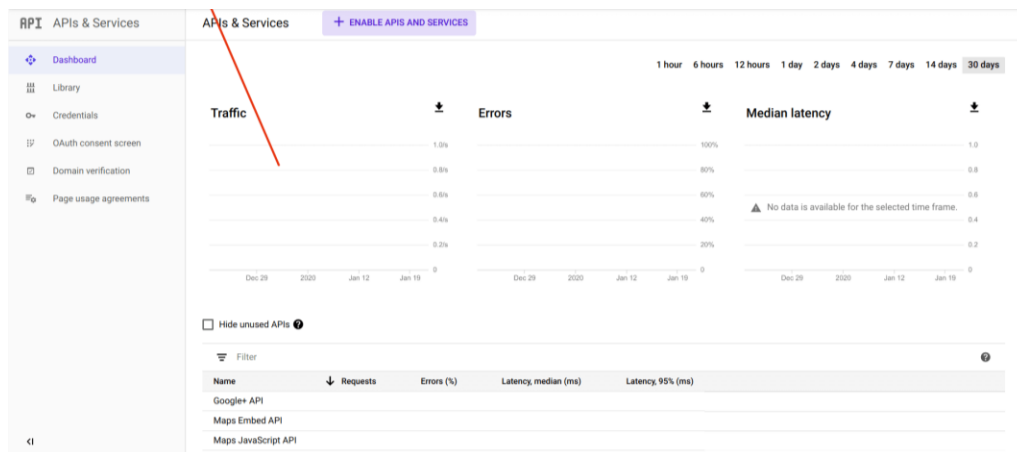 API APIs & Services
APIs & Services
+ ENABLE APIS AND SERVICES
Dashboard
Library
Credentials
OAuth consent screen
Domain verification
Page usage agreements
1 hour 6 hours 12 hours 1 day 2 days 4 days 7 days 14 days 30 days
Traffic
1.0/s
0.8/s
0.6/s
0.4/s
0.2/s
0
Dec 29 2020 Jan 12 Jan 19
Errors
100%
80%
60%
40%
20%
0
Dec 29 2020 Jan 12 Jan 19
Median latency
1.0
0.8
0.6
No data is available for the selected time frame.
0.4
0.2
0
Dec 29 2020 Jan 12 Jan 19
Hide unused APIs
Filter
Name Requests Errors (%) Latency, median (ms) Latency, 95% (ms)
Google+ API
Maps Embed API
Maps JavaScript API